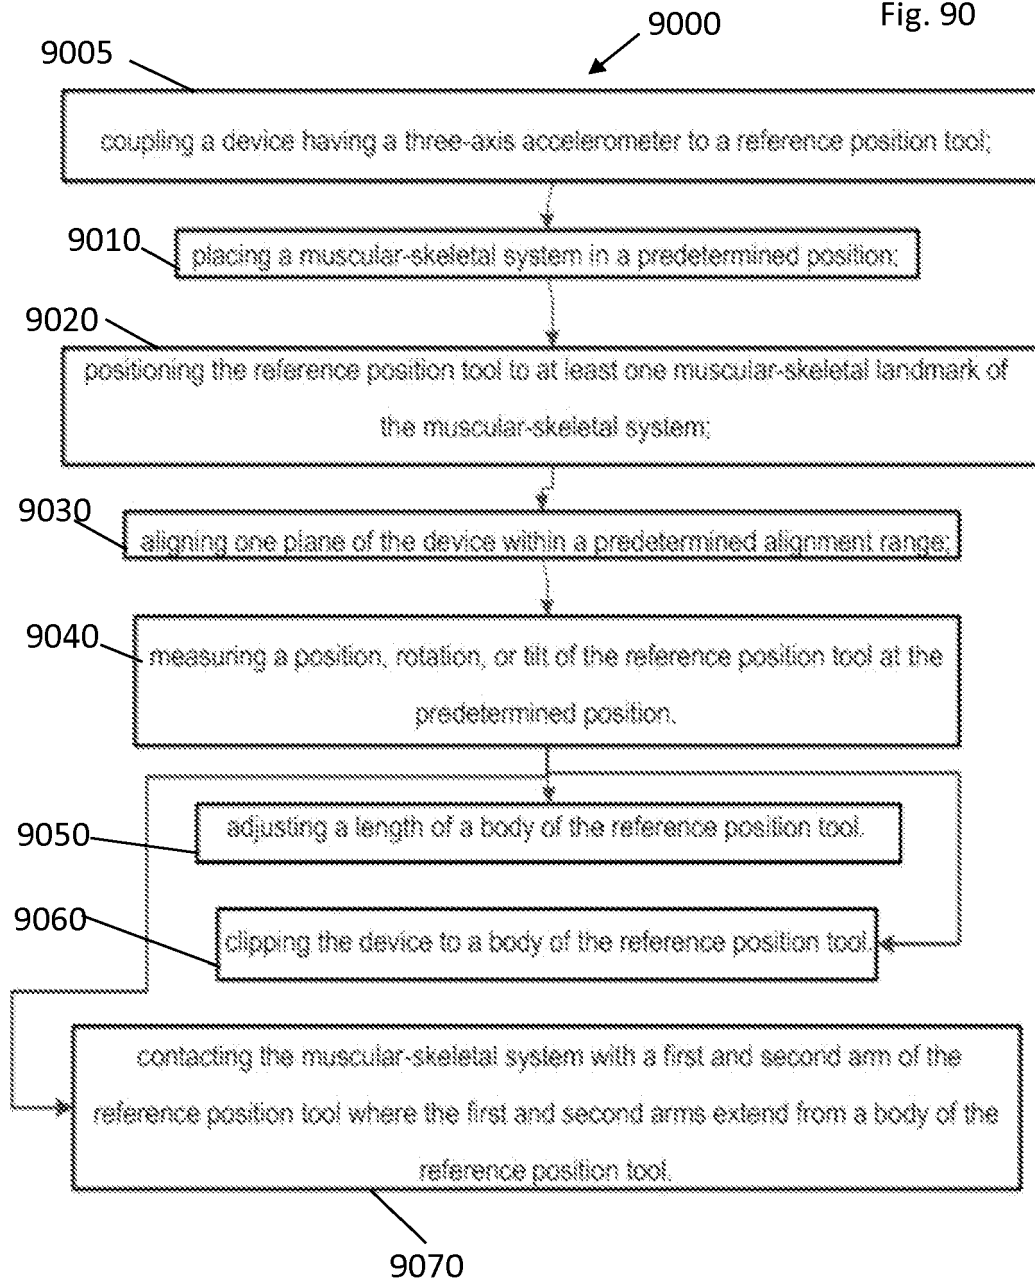 Fig. 90
9000
9005
coupling a device having a three-axis accelerometer to a reference position tool;
9010
placing a muscular-skeletal system in a predetermined position;
9020
positioning the reference position tool to at least one muscular-skeletal landmark of
the muscular-skeletal system;
9030
aligning one plane of the device within a predetermined alignment range;
9040
measuring a position, rotation, or tilt of the reference position tool at the
predetermined position.
9050
adjusting a length of a body of the reference position tool.
9060
clipping the device to a body of the reference position tool.
contacting the muscular-skeletal system with a first and second arm of the
reference position tool where the first and second arms extend from a body of the
reference position tool.
9070